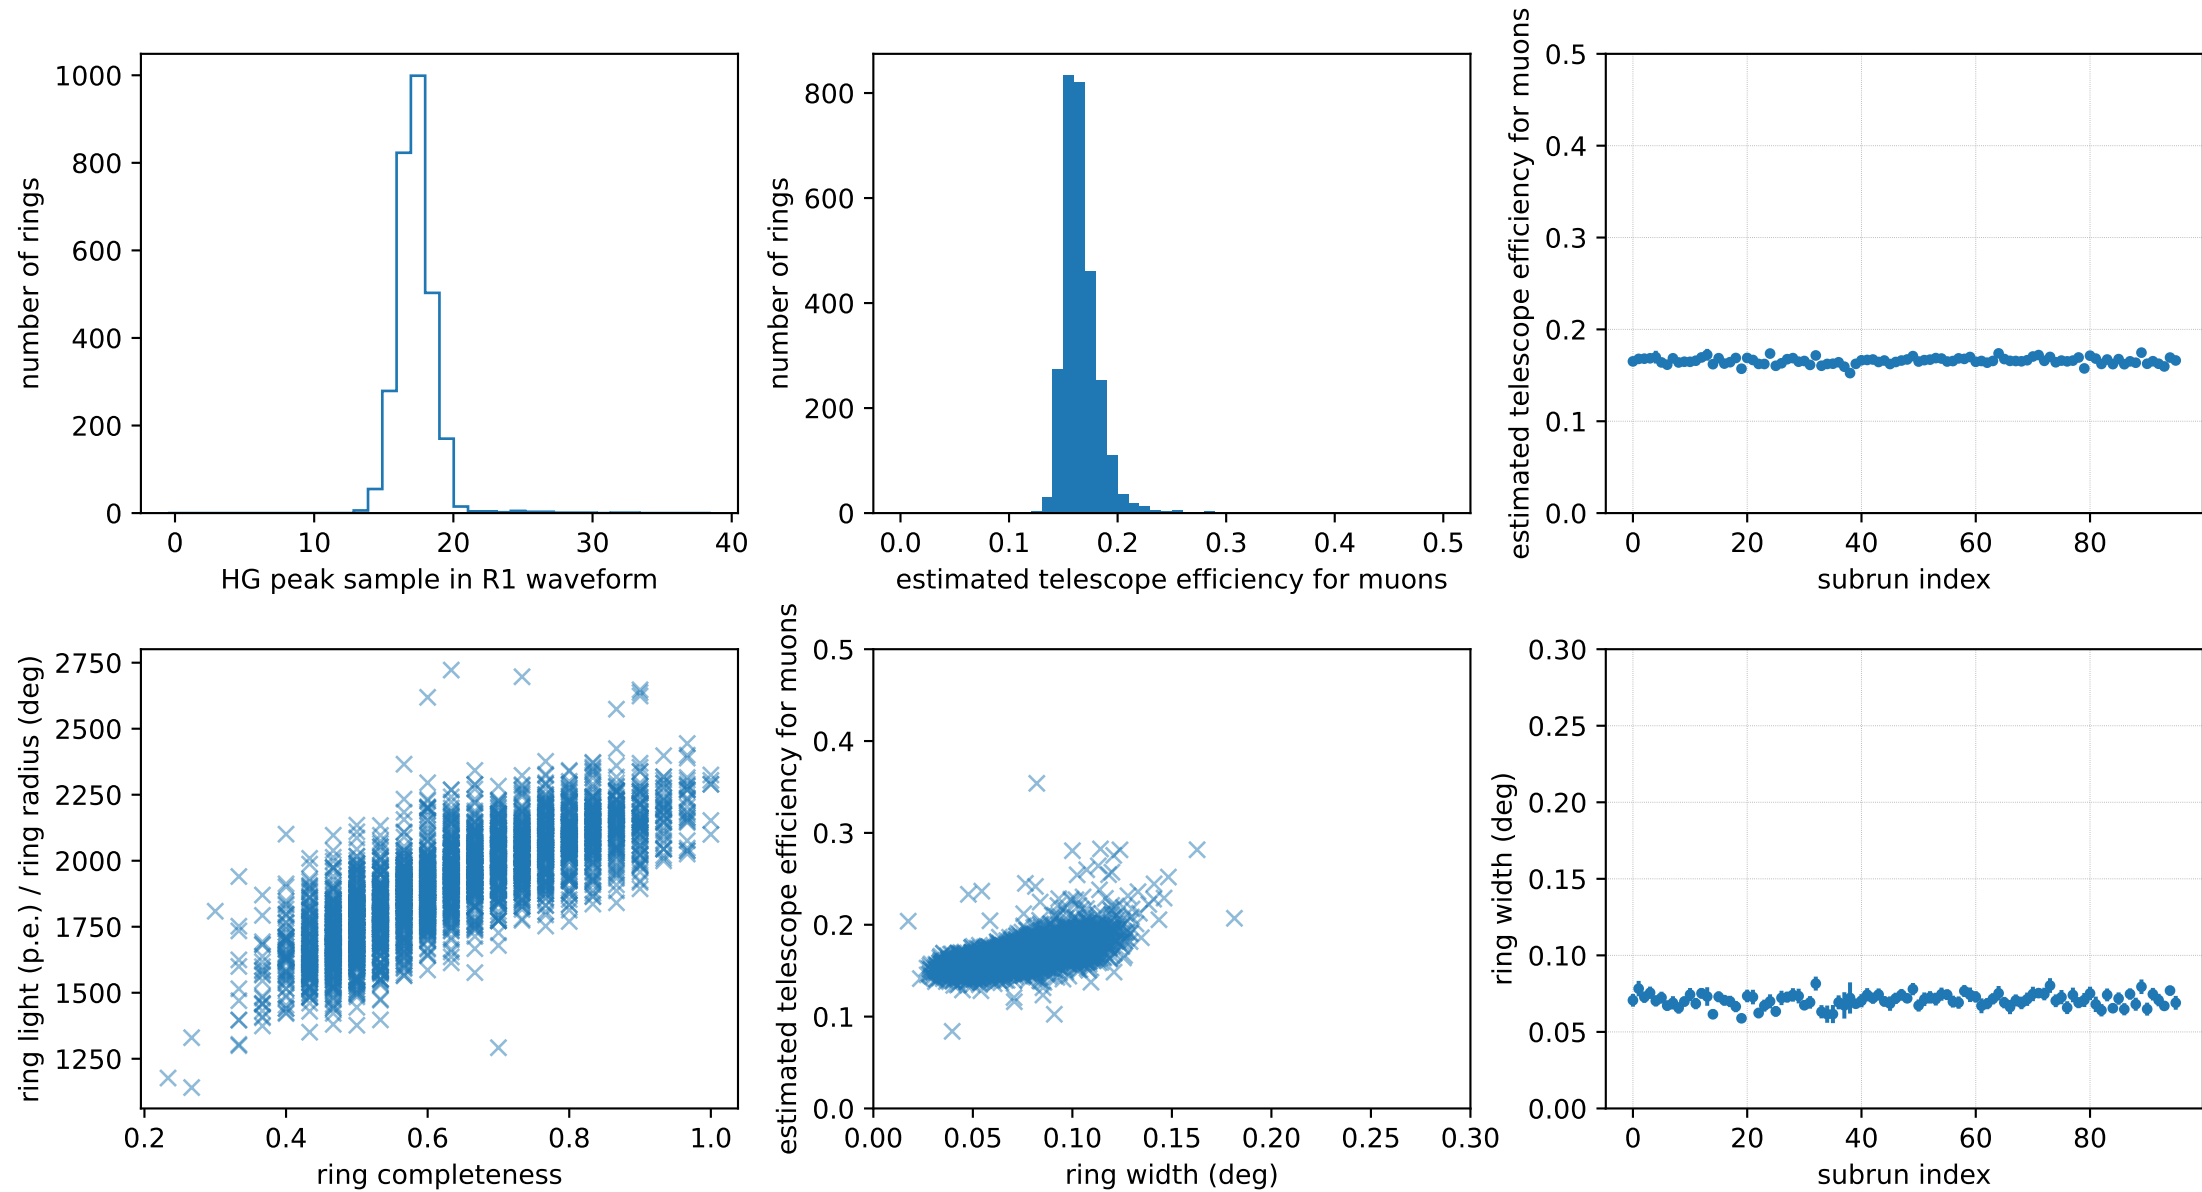 number of rings
1000
800
600
400
200
0
0 10 20 30 40
HG peak sample in R1 waveform
number of rings
800
600
400
200
0
0.0 0.1 0.2 0.3 0.4 0.5
estimated telescope efficiency for muons
estimated telescope efficiency for muons
0.5
0.4
0.3
0.2
0.1
0.0
0 20 40 60 80
subrun index
ring light (p.e.) / ring radius (deg)
2750
2500
2250
2000
1750
1500
1250
0.2 0.4 0.6 0.8 1.0
ring completeness
estimated telescope efficiency for muons
0.5
0.4
0.3
0.2
0.1
0.0
0.00 0.05 0.10 0.15 0.20 0.25 0.30
ring width (deg)
ring width (deg)
0.30
0.25
0.20
0.15
0.10
0.05
0.00
0 20 40 60 80
subrun index